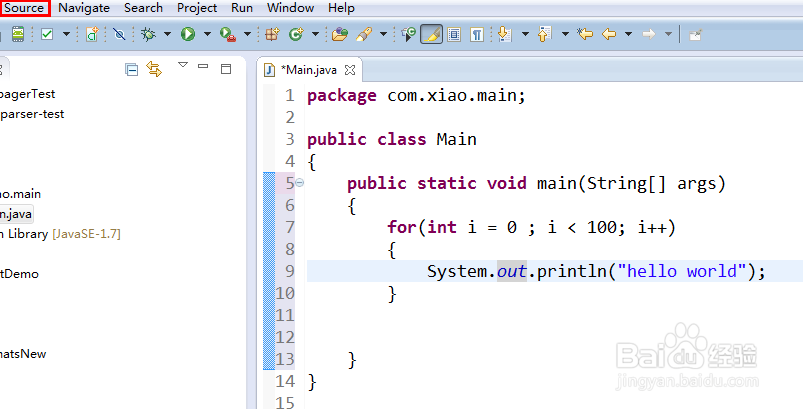 Source Navigate Search Project Run Window Help
*Main.java
pagerTest
parser-test
ao.main
n.java
n Library [JavaSE-1.7]
tDemo
natsNew
1 package com.xiao.main;
2
3 public class Main
4 {
5 public static void main(String[] args)
6 {
7 for(int i = 0 ; i < 100; i++)
8 {
9 System.out.println("hello world");
10 }
11
12
13 }
14 }
15
Baidu 经验
jingyan.baidu.com